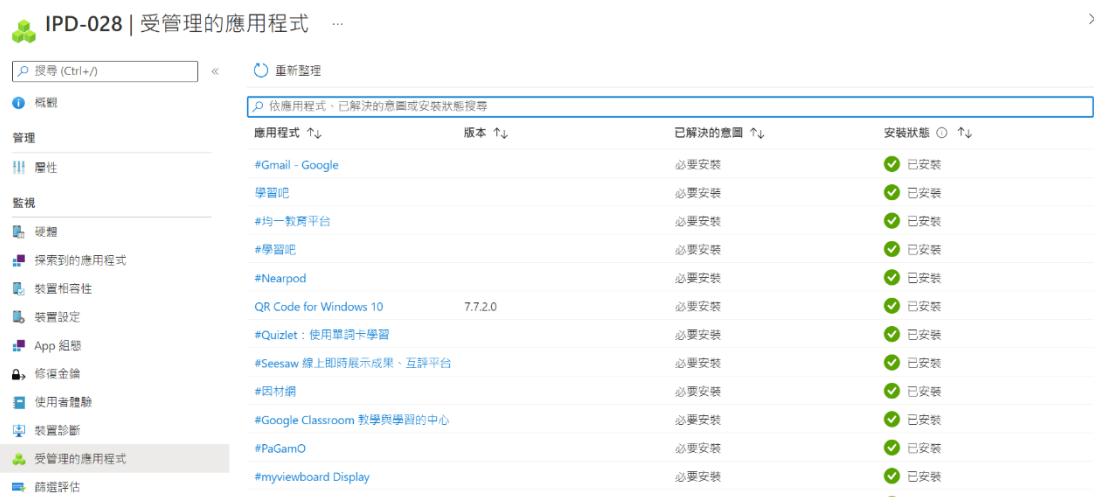 IPD-028 | 受管理的應用程式 ...
搜尋 (Ctrl+/)
«
概觀
管理
屬性
監視
硬體
探索到的應用程式
裝置相容性
裝置設定
App 組態
修復金鑰
使用者體驗
裝置診斷
受管理的應用程式
篩選評估
重新整理
依應用程式、已解決的意圖或安裝狀態搜尋
應用程式 ↑↓ 版本 ↑↓ 已解決的意圖 ↑↓ 安裝狀態 ↑↓
#Gmail - Google 必要安裝 已安裝
學習吧 必要安裝 已安裝
#均一教育平台 必要安裝 已安裝
#學習吧 必要安裝 已安裝
#Nearpod 必要安裝 已安裝
QR Code for Windows 10 7.7.2.0 必要安裝 已安裝
#Quizlet：使用單詞卡學習 必要安裝 已安裝
#Seesaw 線上即時展示成果、互評平台 必要安裝 已安裝
#因材網 必要安裝 已安裝
#Google Classroom 教學與學習的中心 必要安裝 已安裝
#PaGamO 必要安裝 已安裝
#myviewboard Display 必要安裝 已安裝